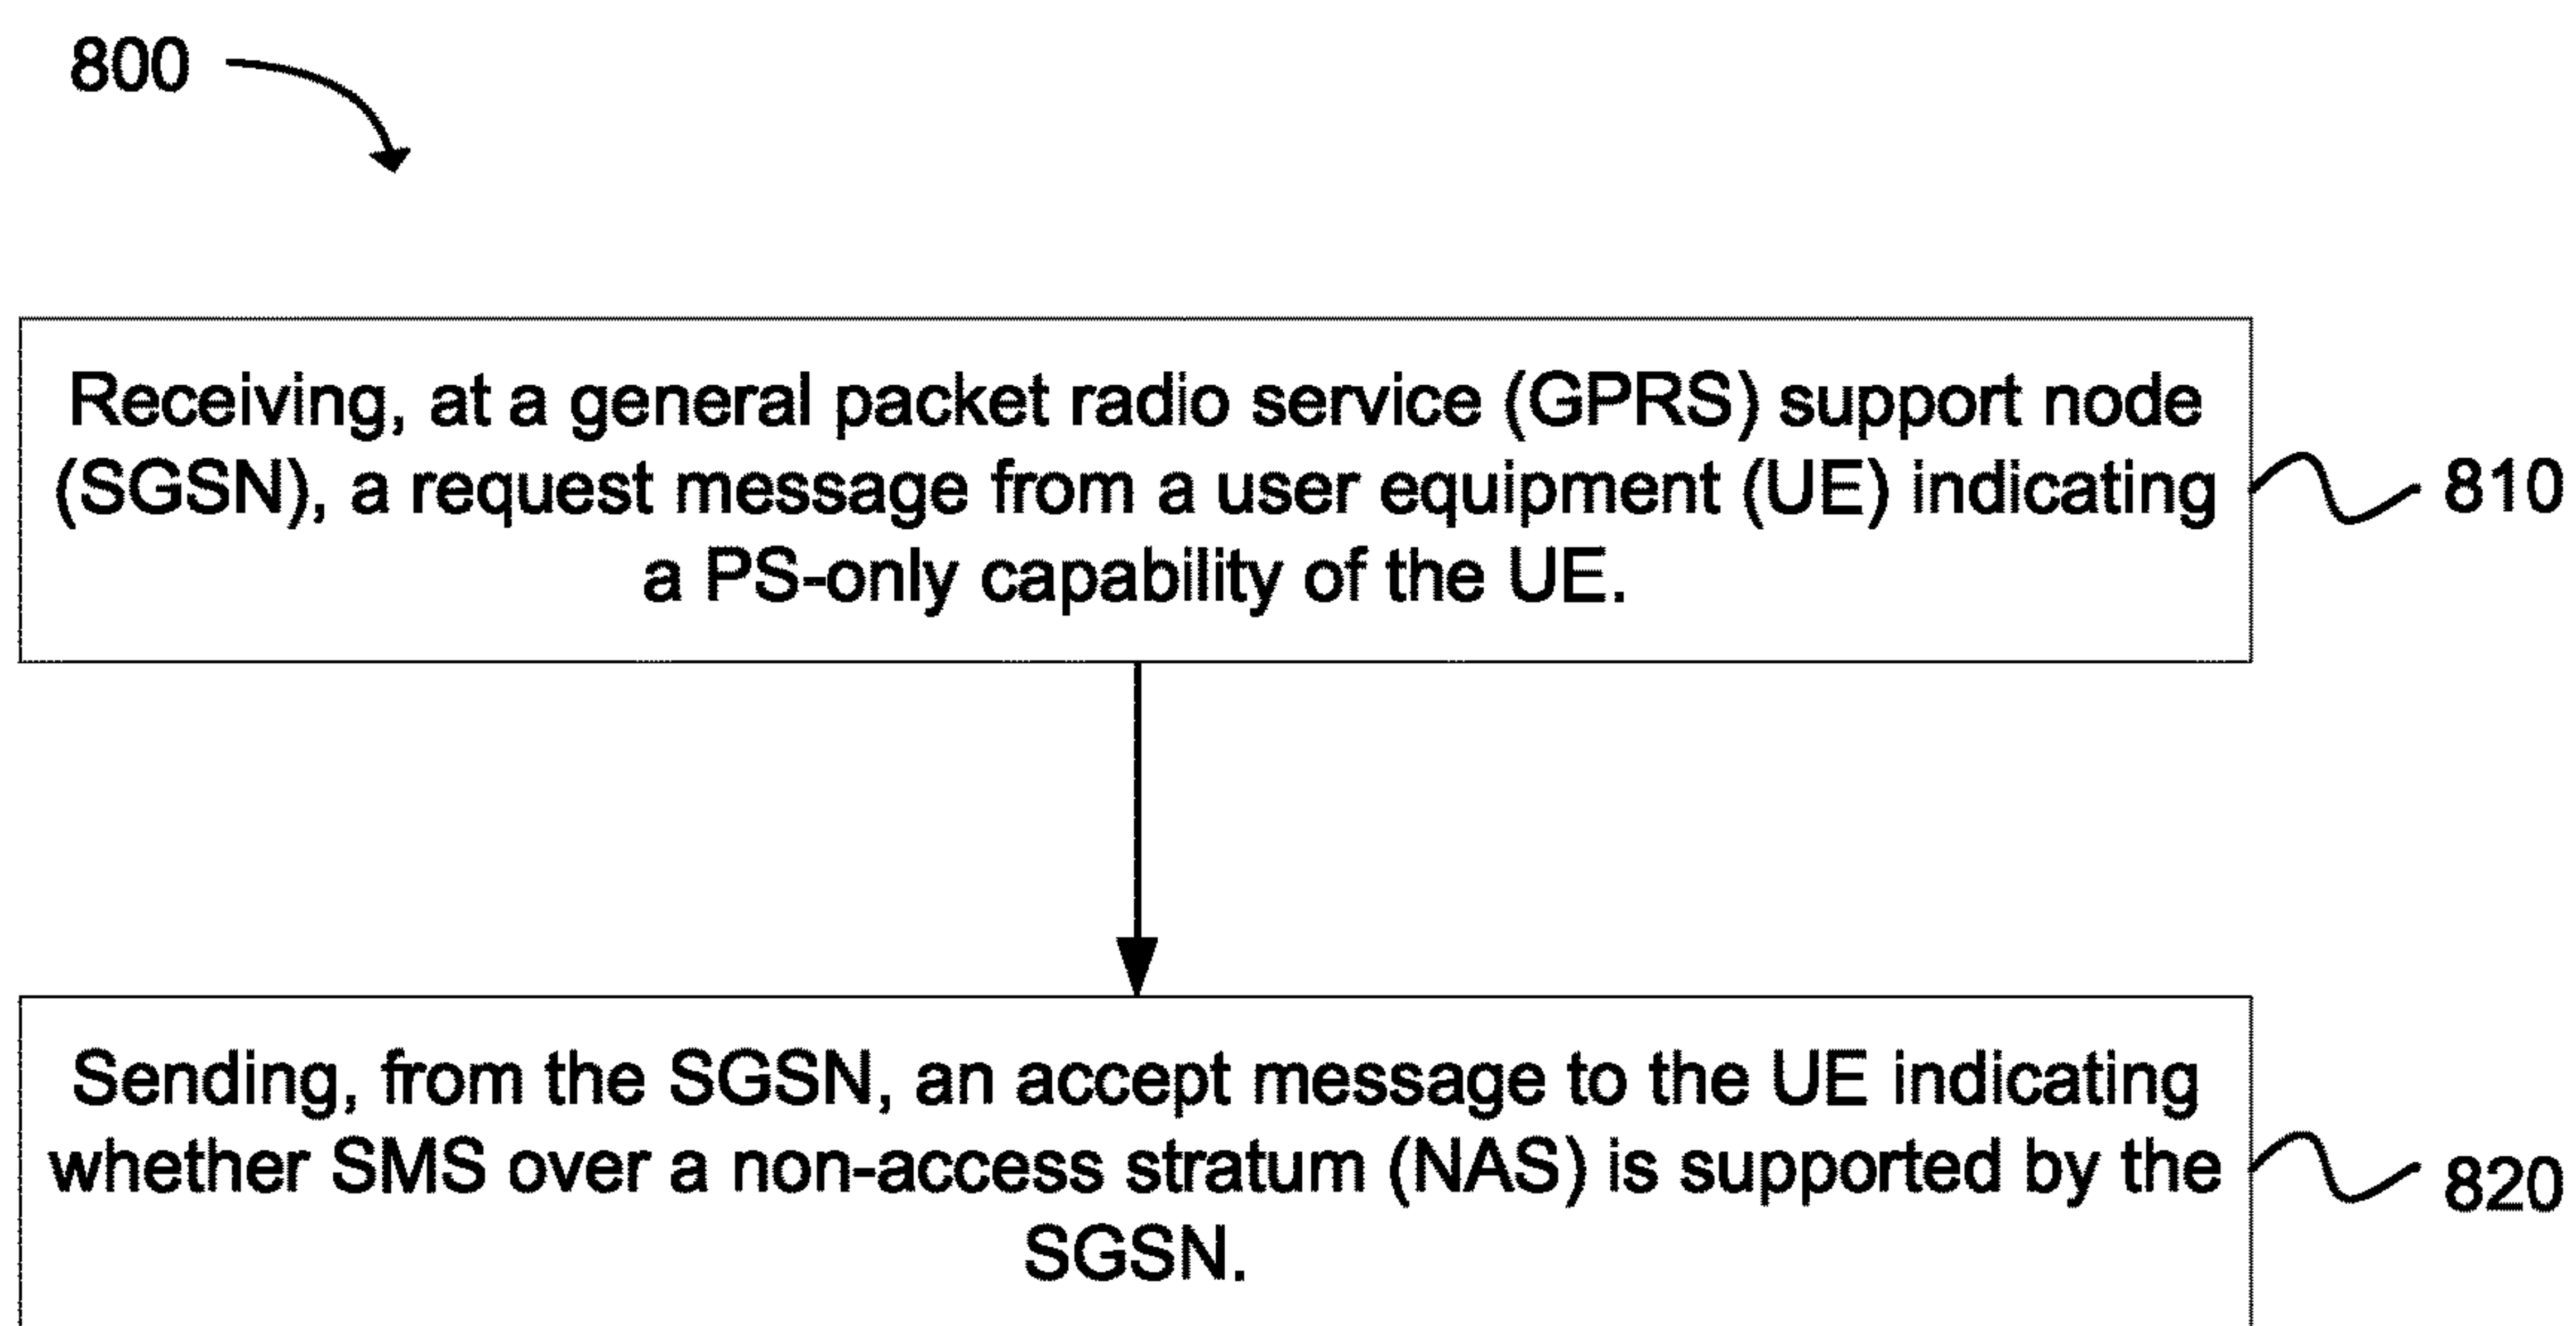 800
Receiving, at a general packet radio service (GPRS) support node
(SGSN), a request message from a user equipment (UE) indicating
a PS-only capability of the UE.
810
Sending, from the SGSN, an accept message to the UE indicating
whether SMS over a non-access stratum (NAS) is supported by the
SGSN.
820